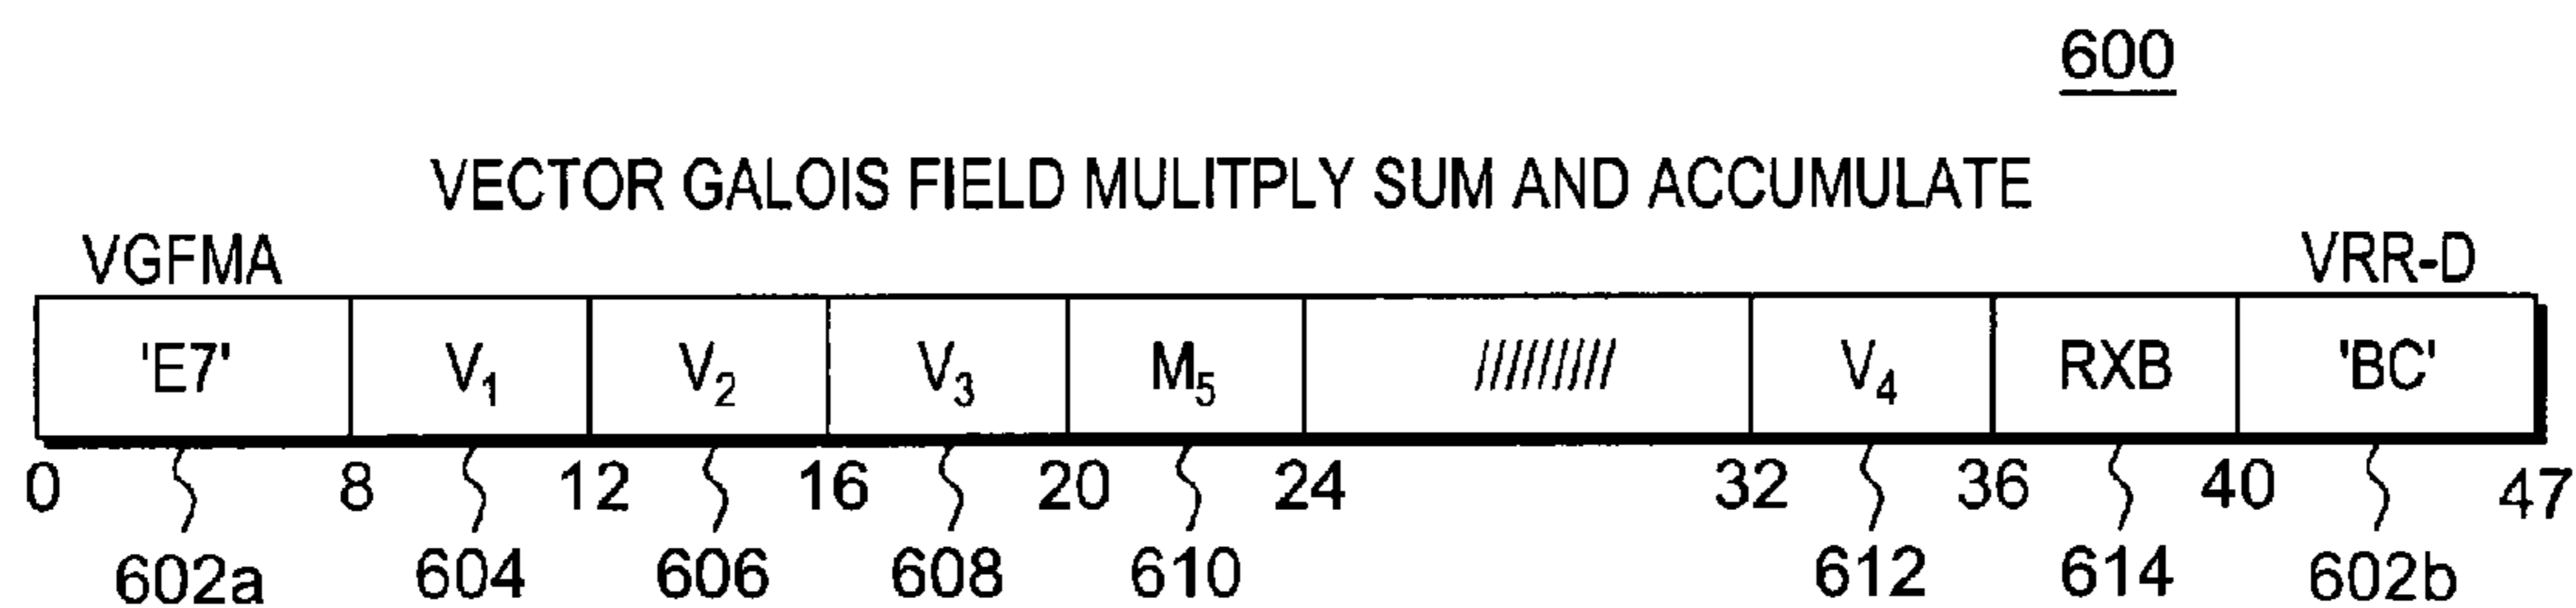 600
VECTOR GALOIS FIELD MULITPLY SUM AND ACCUMULATE
VGFMA VRR-D
'E7' V1 V2 V3 M5 ///////// V4 RXB 'BC'
0 8 12 16 20 24 32 36 40 47
602a 604 606 608 610 612 614 602b